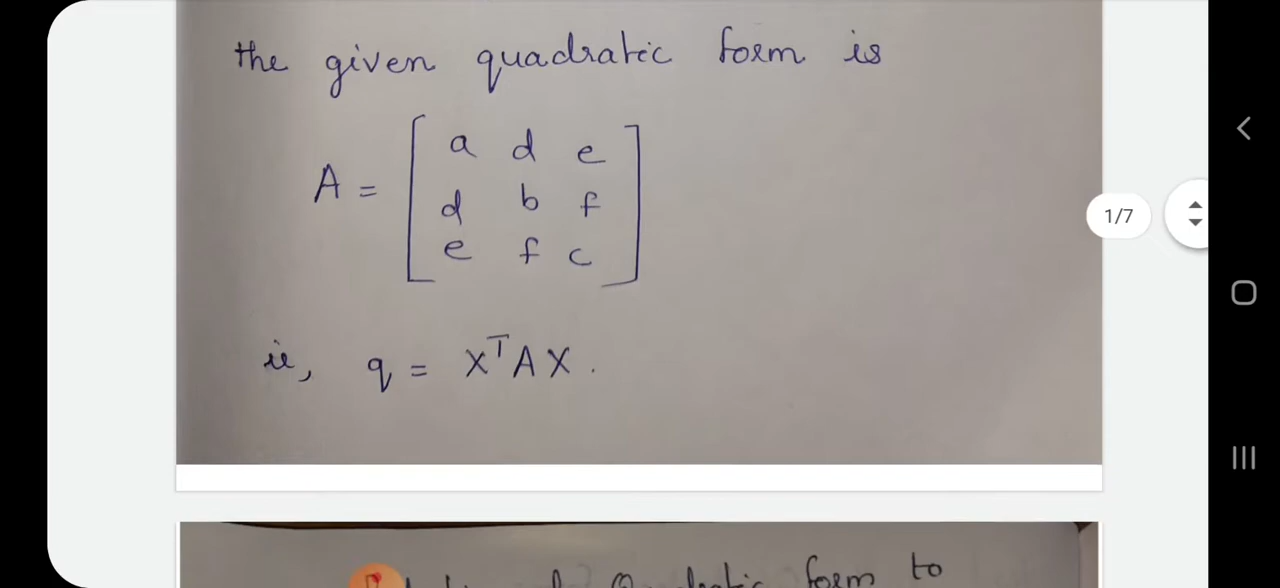 the given quadratic form is
A = [ a d e
d b f
e f c ]
ie, q = X^T A X .
1/7
form to